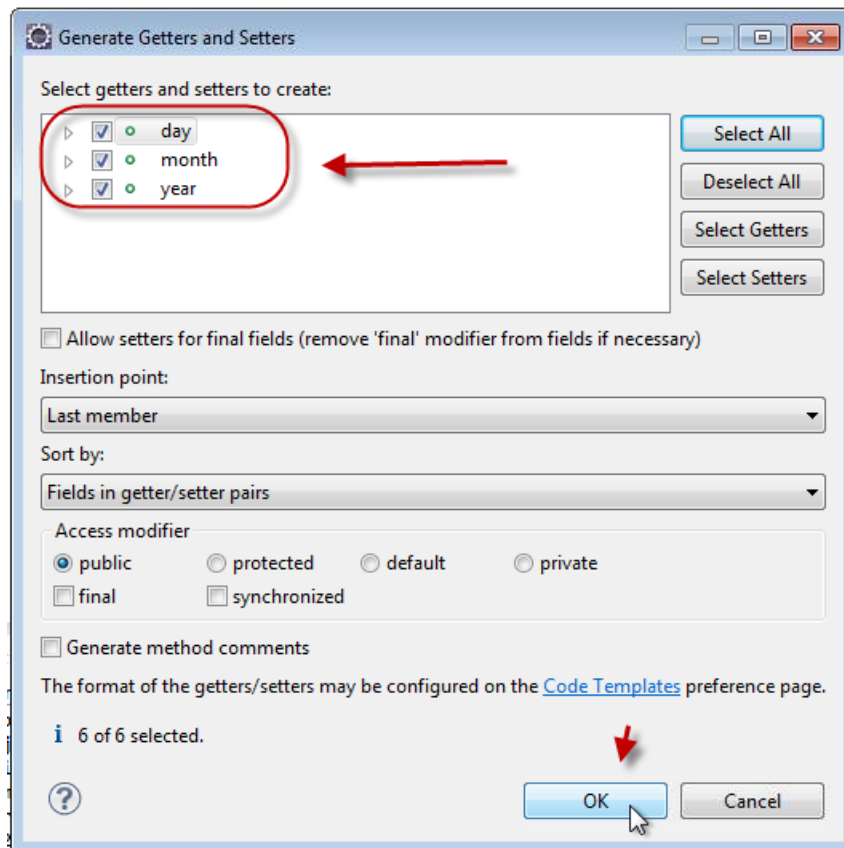 Generate Getters and Setters
Select getters and setters to create:
day
month
year
Select All
Deselect All
Select Getters
Select Setters
Allow setters for final fields (remove 'final' modifier from fields if necessary)
Insertion point:
Last member
Sort by:
Fields in getter/setter pairs
Access modifier
public protected default private
final synchronized
Generate method comments
The format of the getters/setters may be configured on the Code Templates preference page.
i 6 of 6 selected.
? OK Cancel